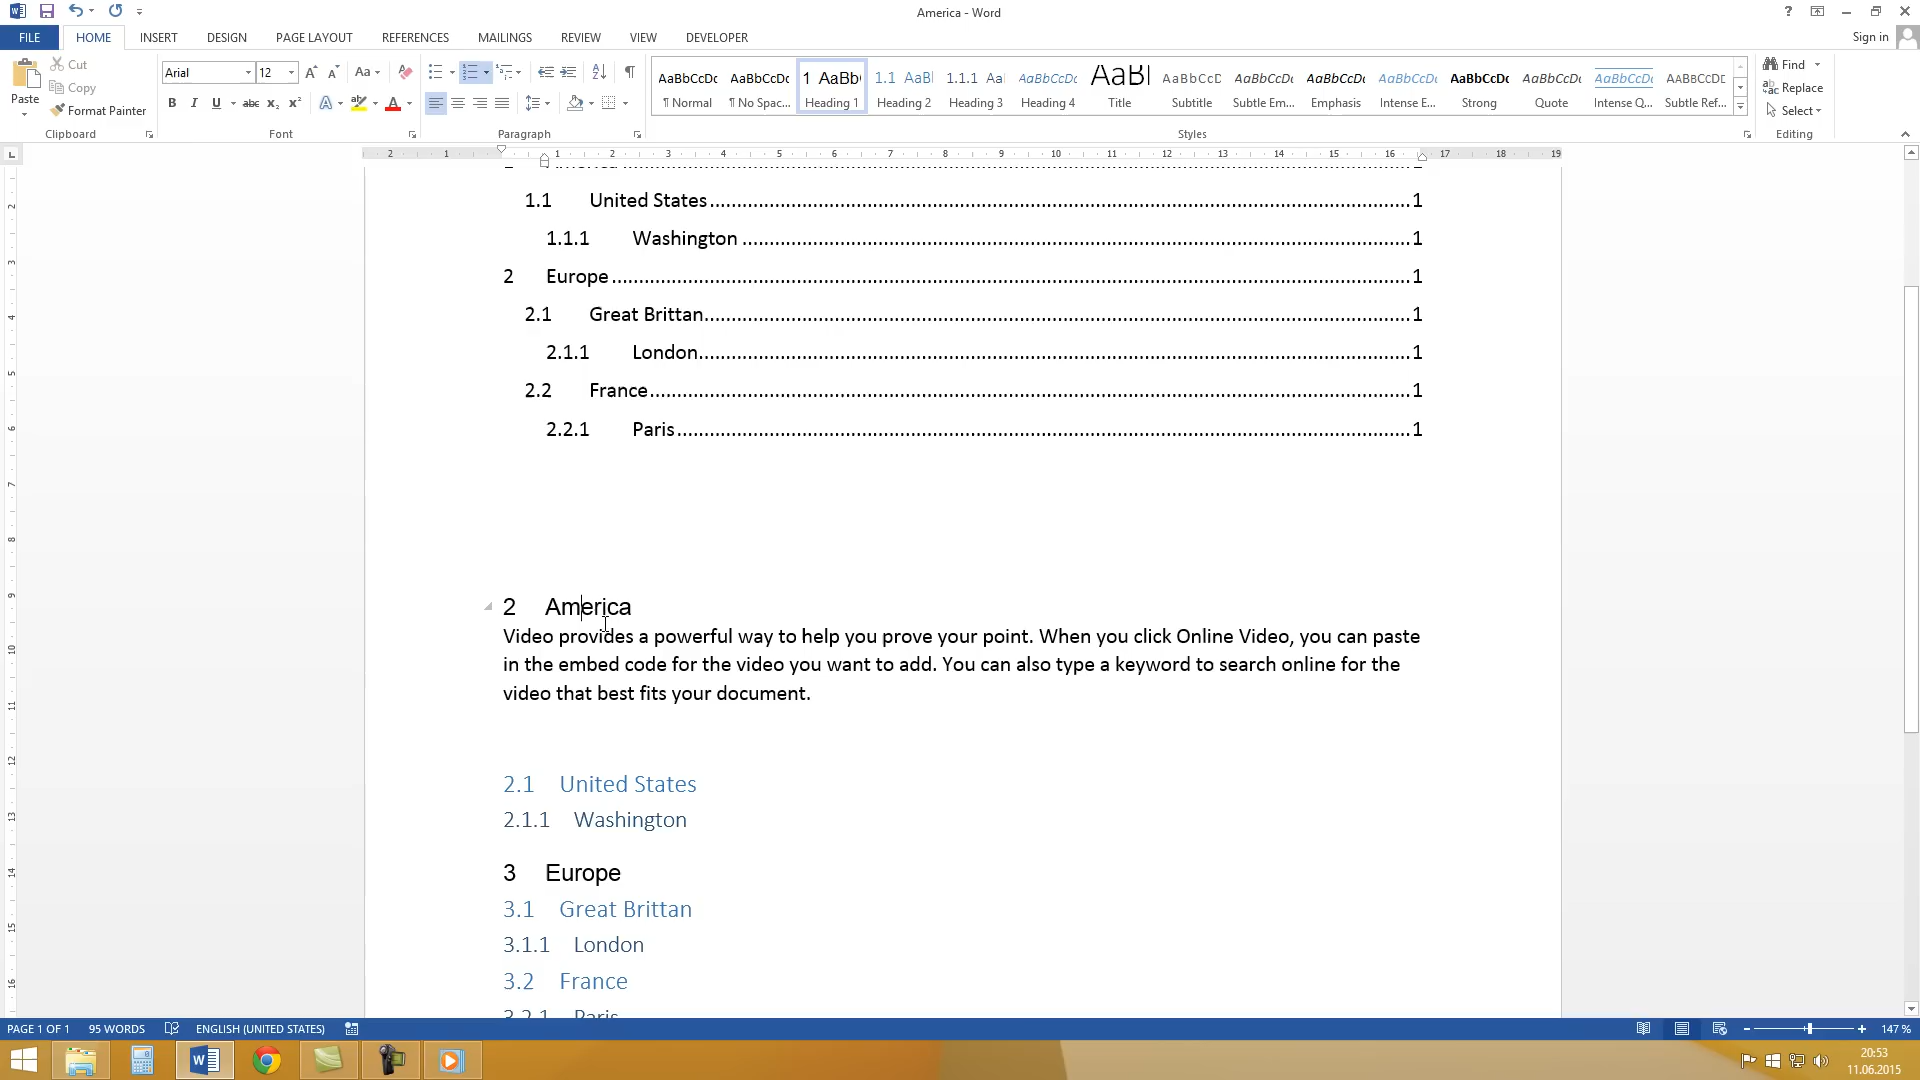 America - Word
FILE
HOME
INSERT
DESIGN
PAGE LAYOUT
REFERENCES
MAILINGS
REVIEW
VIEW
DEVELOPER
Sign in
Paste
Cut
Copy
Format Painter
Clipboard
Arial
12
Font
Paragraph
AaBbCcDc
¶ Normal
AaBbCcDc
¶ No Spac...
1 AaBb
Heading 1
1.1 AaBl
Heading 2
1.1.1 Aa
Heading 3
AaBbCcDc
Heading 4
AaBl
Title
AaBbCcD
Subtitle
AaBbCcDc
Subtle Em...
AaBbCcDc
Emphasis
AaBbCcDc
Intense E...
AaBbCcDc
Strong
AaBbCcDc
Quote
AaBbCcDc
Intense Q...
AABBCCDE
Subtle Ref...
Styles
Find
Replace
Select
Editing
1.1 United States 1
1.1.1 Washington 1
2 Europe 1
2.1 Great Brittan 1
2.1.1 London 1
2.2 France 1
2.2.1 Paris 1
2 America
Video provides a powerful way to help you prove your point. When you click Online Video, you can paste
in the embed code for the video you want to add. You can also type a keyword to search online for the
video that best fits your document.
2.1 United States
2.1.1 Washington
3 Europe
3.1 Great Brittan
3.1.1 London
3.2 France
3.2.1 Paris
PAGE 1 OF 1
95 WORDS
ENGLISH (UNITED STATES)
147 %
20:53
11.06.2015